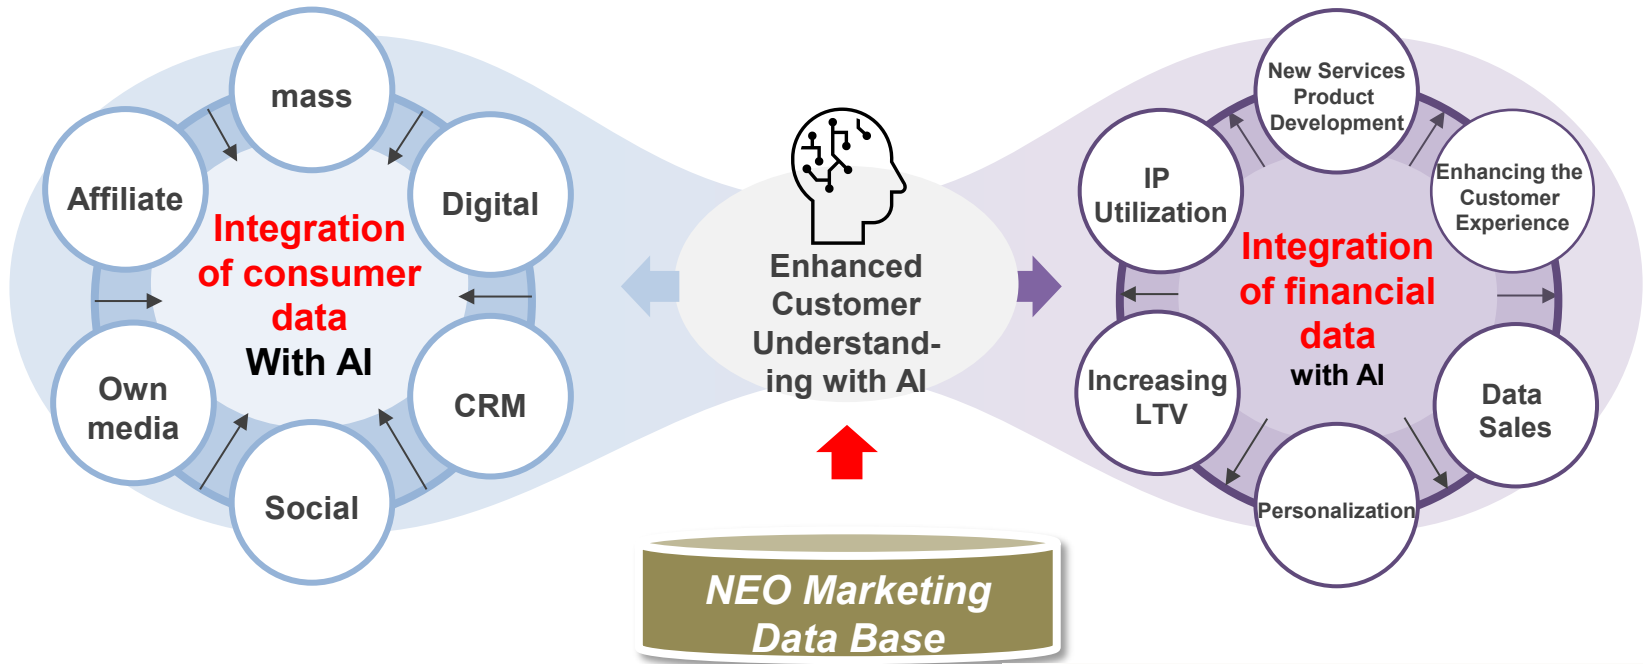 mass
Affiliate
Digital
Integration
of consumer
data
With AI
Own
media
CRM
Social
Enhanced
Customer
Understand-
ing with AI
NEO Marketing
Data Base
New Services
Product
Development
IP
Utilization
Enhancing the
Customer
Experience
Integration
of financial
data
with AI
Increasing
LTV
Data
Sales
Personalization